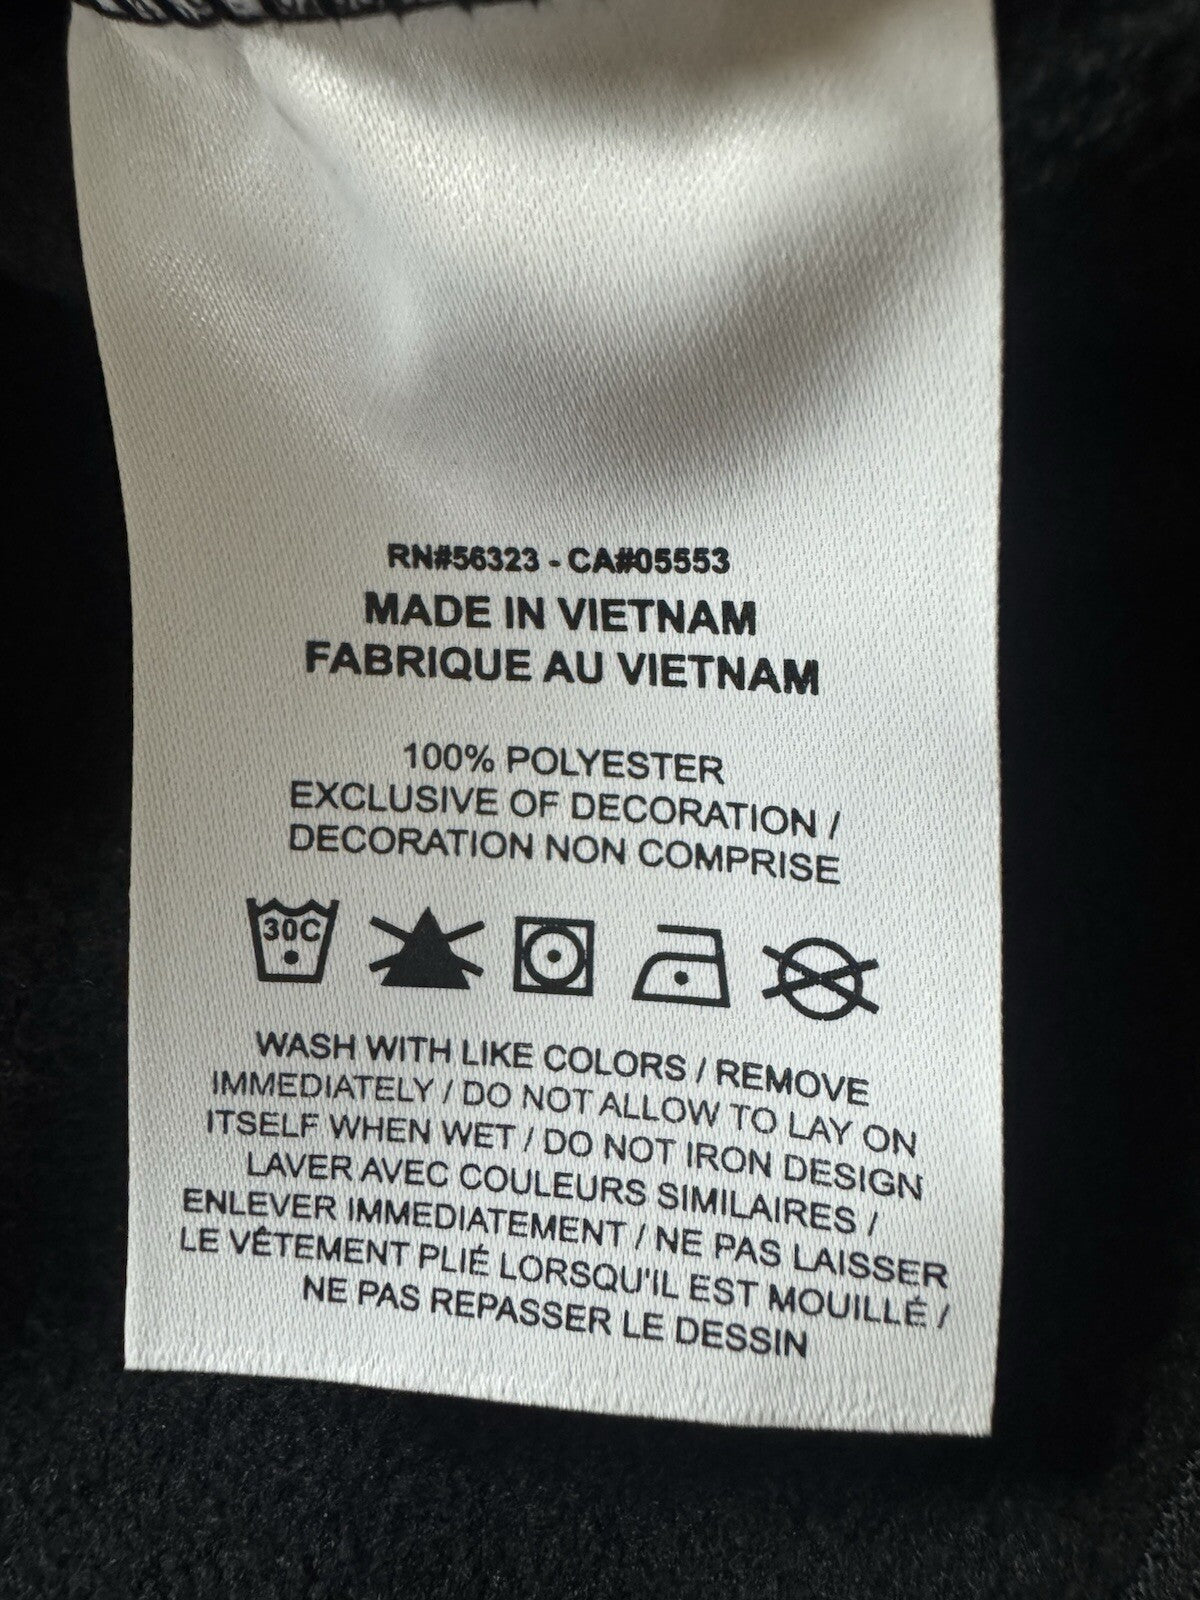 RN#56323 - CA#05553
MADE IN VIETNAM
FABRIQUE AU VIETNAM
100% POLYESTER
EXCLUSIVE OF DECORATION /
DECORATION NON COMPRISE
30C
WASH WITH LIKE COLORS / REMOVE
IMMEDIATELY / DO NOT ALLOW TO LAY ON
ITSELF WHEN WET / DO NOT IRON DESIGN
LAVER AVEC COULEURS SIMILAIRES /
ENLEVER IMMEDIATEMENT / NE PAS LAISSER
LE VÊTEMENT PLIÉ LORSQU'IL EST MOUILLÉ /
NE PAS REPASSER LE DESSIN